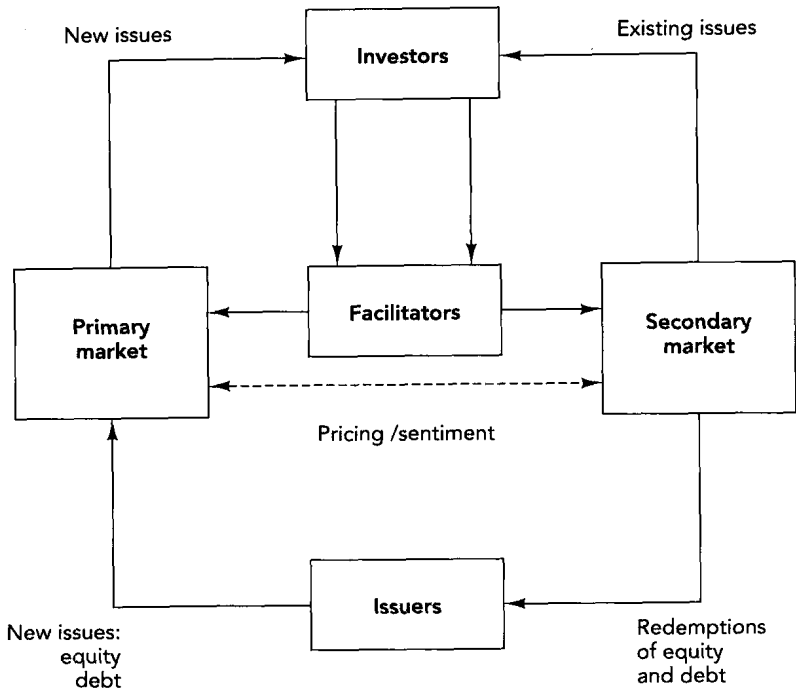 New issues
Investors
Existing issues
Primary
market
Facilitators
Secondary
market
Pricing /sentiment
Issuers
New issues:
equity
debt
Redemptions
of equity
and debt